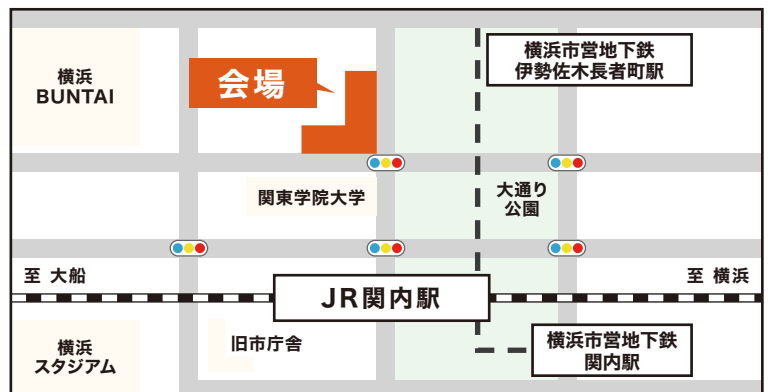 横浜
BUNTAI
会場
横浜市営地下鉄
伊勢佐木長者町駅
関東学院大学
大通り
公園
至 大船
JR関内駅
至 横浜
横浜
スタジアム
旧市庁舎
横浜市営地下鉄
関内駅